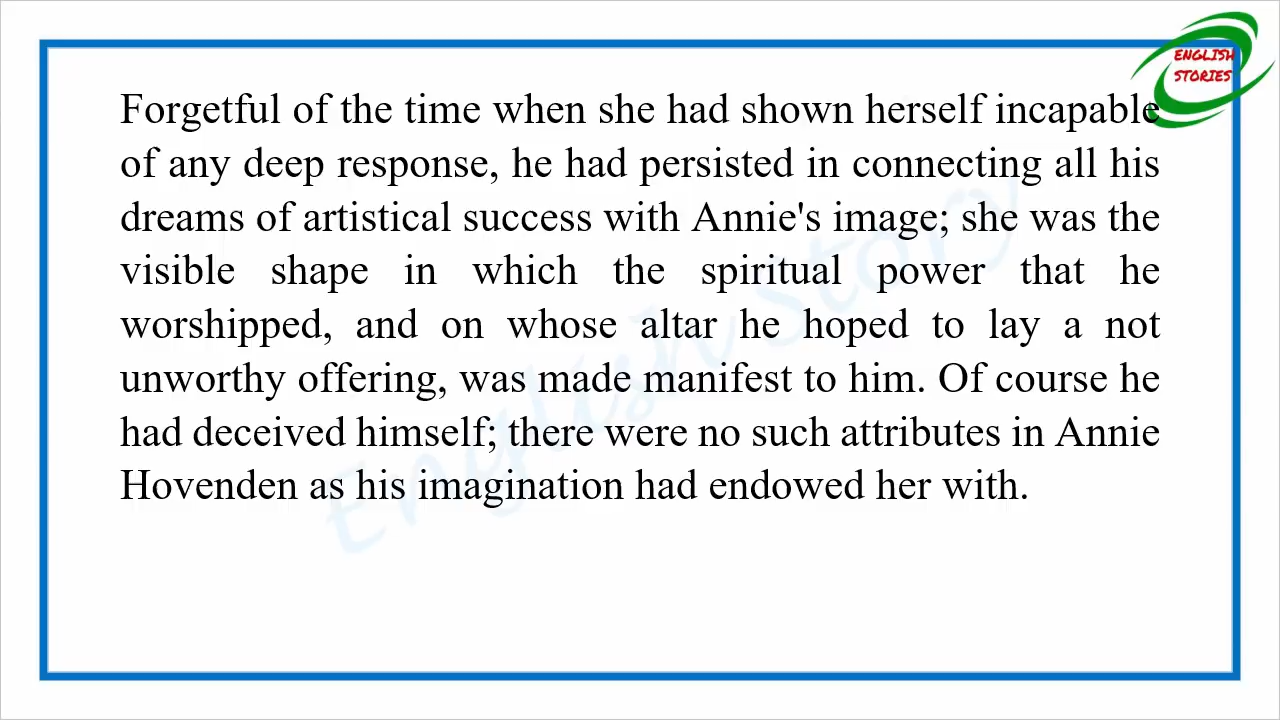 ENGLISH
STORIES
Forgetful of the time when she had shown herself incapable
of any deep response, he had persisted in connecting all his
dreams of artistical success with Annie's image; she was the
visible shape in which the spiritual power that he
worshipped, and on whose altar he hoped to lay a not
unworthy offering, was made manifest to him. Of course he
had deceived himself; there were no such attributes in Annie
Hovenden as his imagination had endowed her with.
English Story